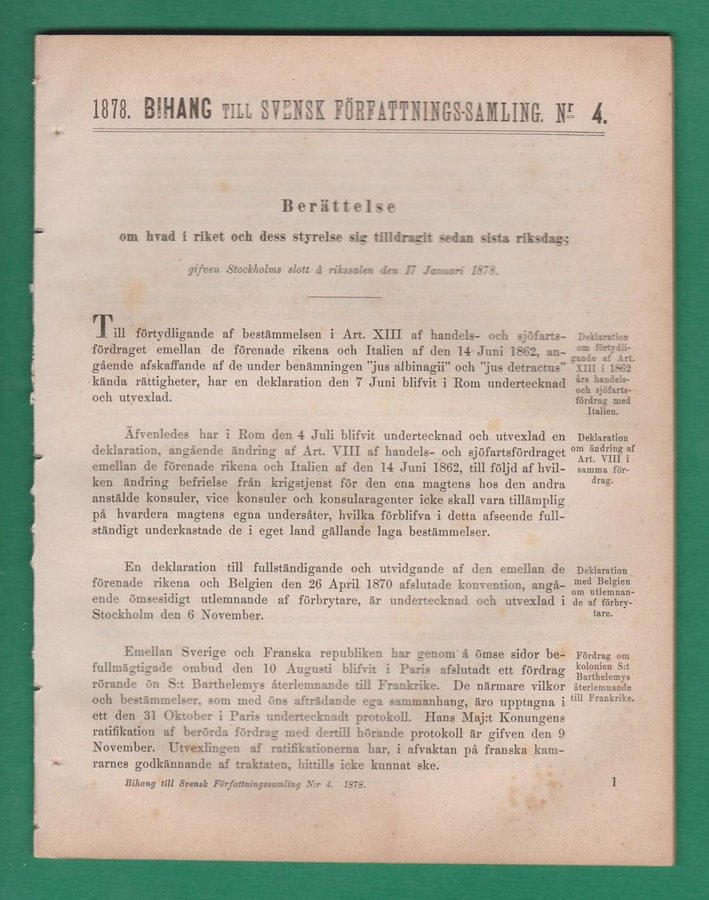 1878. BIHANG TILL SVENSK FÖRFATTNINGS-SAMLING. Nr 4.
Berättelse
om hvad i riket och dess styrelse sig tilldragit sedan sista riksdag;
gifven Stockholms slott å rikssalen den 17 Januari 1878.
Till förtydligande af bestämmelsen i Art. XIII af handels- och sjöfarts-
fördraget emellan de förenade rikena och Italien af den 14 Juni 1862, an-
gående afskaffande af de under benämningen "jus albinagii" och "jus detractus"
kända rättigheter, har en deklaration den 7 Juni blifvit i Rom undertecknad
och utvexlad.
Deklaration
om förtydli-
gande af Art.
XIII i 1862
års handels-
och sjöfarts-
fördrag med
Italien.
Äfvenledes har i Rom den 4 Juli blifvit undertecknad och utvexlad en
deklaration, angående ändring af Art. VIII af handels- och sjöfartsfördraget
emellan de förenade rikena och Italien af den 14 Juni 1862, till följd af hvil-
ken ändring befrielse från krigstjenst för den ena magtens hos den andra
anstälde konsuler, vice konsuler och konsularagenter icke skall vara tillämplig
på hvardera magtens egna undersåter, hvilka förblifva i detta afseende full-
ständigt underkastade de i eget land gällande laga bestämmelser.
Deklaration
om ändring af
Art. VIII i
samma för-
drag.
En deklaration till fullständigande och utvidgande af den emellan de
förenade rikena och Belgien den 26 April 1870 afslutade konvention, angå-
ende ömsesidigt utlemnande af förbrytare, är undertecknad och utvexlad i
Stockholm den 6 November.
Deklaration
med Belgien
om utlemnan-
de af förbry-
tare.
Emellan Sverige och Franska republiken har genom å ömse sidor be-
fullmägtigade ombud den 10 Augusti blifvit i Paris afslutadt ett fördrag
rörande ön S:t Barthelemys återlemnande till Frankrike. De närmare vilkor
och bestämmelser, som med öns afträdande ega sammanhang, äro upptagna i
ett den 31 Oktober i Paris undertecknadt protokoll. Hans Maj:t Konungens
ratifikation af berörda fördrag med dertill hörande protokoll är gifven den 9
November. Utvexlingen af ratifikationerna har, i afvaktan på franska kam-
rarnes godkännande af traktaten, hittills icke kunnat ske.
Fördrag om
kolonien S:t
Barthelemys
återlemnande
till Frankrike.
Bihang till Svensk Författningssamling N:r 4. 1878.
1